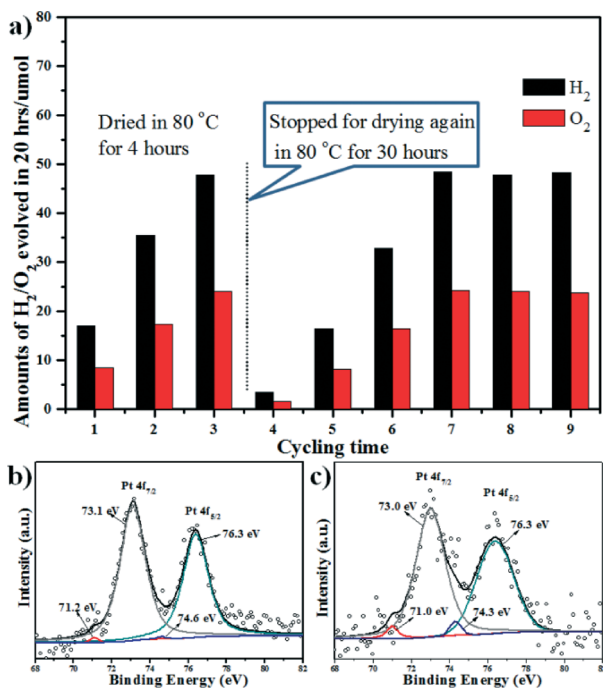 a)
Amounts of H2/O2 evolved in 20 hrs/umol
80
70
60
50
40
30
20
10
0
H2
O2
Dried in 80 °C
for 4 hours
Stopped for drying again
in 80 °C for 30 hours
1 2 3 4 5 6 7 8 9
Cycling time
b)
Pt 4f7/2
Pt 4f5/2
73.1 eV
76.3 eV
71.2 eV
74.6 eV
Intensity (a.u.)
68 70 72 74 76 78 80 82
Binding Energy (eV)
c)
Pt 4f7/2
Pt 4f5/2
73.0 eV
76.3 eV
71.0 eV
74.3 eV
Intensity (a.u.)
68 70 72 74 76 78 80 82
Binding Energy (eV)